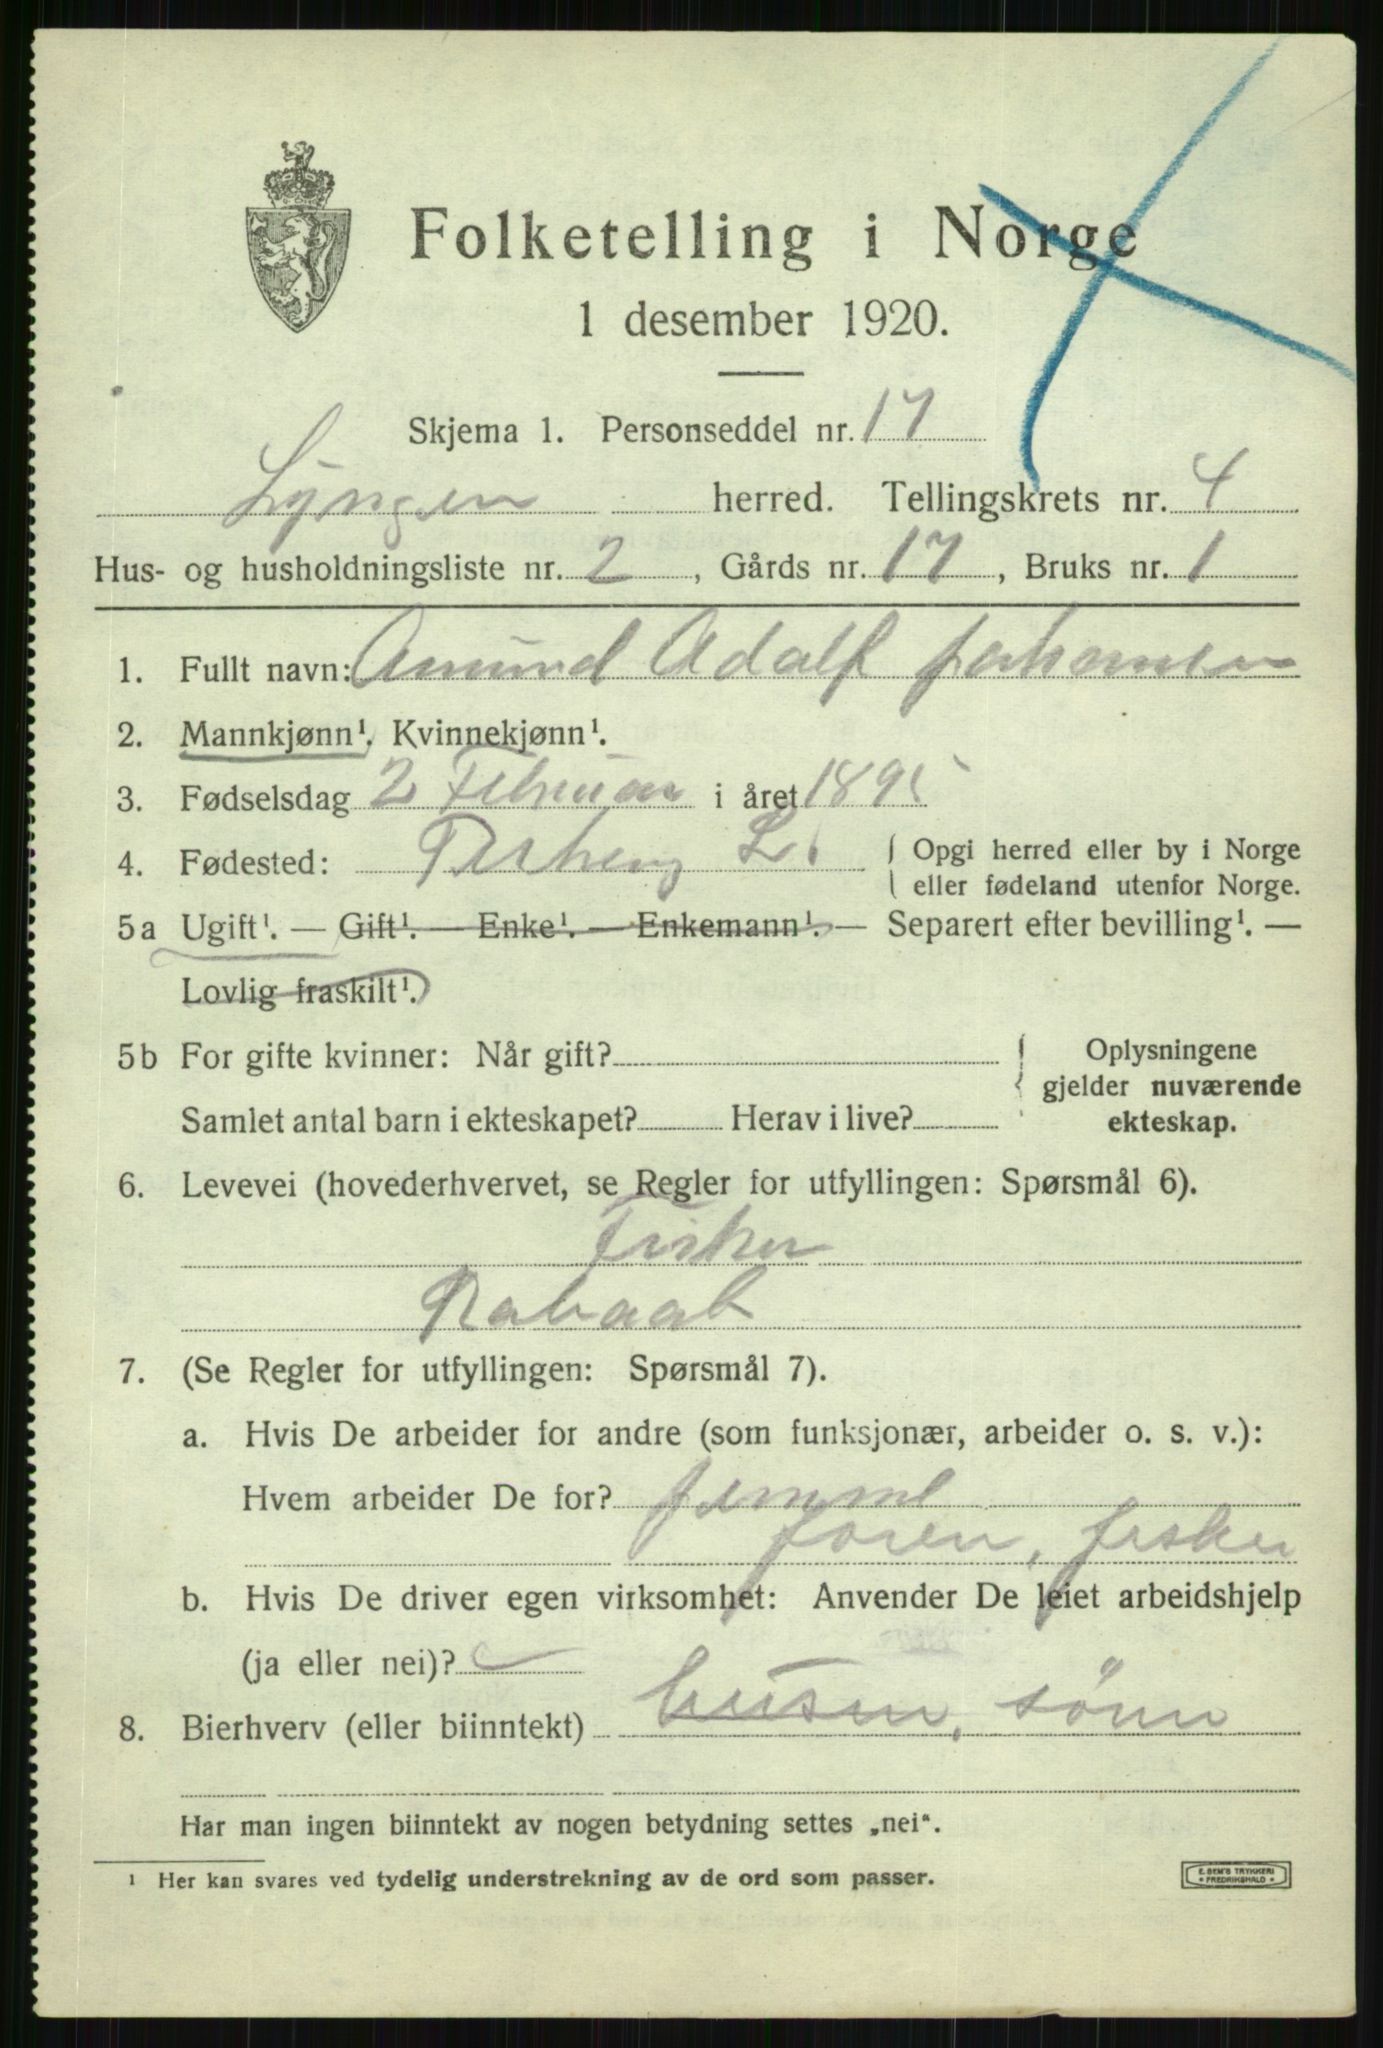 Folketelling i Norge
1 desember 1920.
Skjema 1. Personseddel nr. 17
Lyngen herred. Tellingskrets nr. 4
Hus- og husholdningsliste nr. 2, Gårds nr. 17, Bruks nr. 1
1. Fullt navn: Amund Adolf Johansen
2. Mannkjønn¹. Kvinnekjønn¹.
3. Fødselsdag 2 Februar i året 1895
4. Fødested: L. { Opgi herred eller by i Norge
{ eller fødeland utenfor Norge.
5a Ugift¹. — Gift¹. — Enke¹. — Enkemann¹. — Separert efter bevilling¹. —
Lovlig fraskilt¹.
5b For gifte kvinner: Når gift? { Oplysningene
gjelder nuværende
Samlet antal barn i ekteskapet? Herav i live? ekteskap.
6. Levevei (hovederhvervet, se Regler for utfyllingen: Spørsmål 6).
Fisker
7. (Se Regler for utfyllingen: Spørsmål 7).
a. Hvis De arbeider for andre (som funksjonær, arbeider o. s. v.):
Hvem arbeider De for?
fisker
b. Hvis De driver egen virksomhet: Anvender De leiet arbeidshjelp
(ja eller nei)?
8. Bierhverv (eller biinntekt) sönn
Har man ingen biinntekt av nogen betydning settes „nei“.
¹ Her kan svares ved tydelig understrekning av de ord som passer.
E. SEM'S TRYKKERI
FREDRIKSHALD